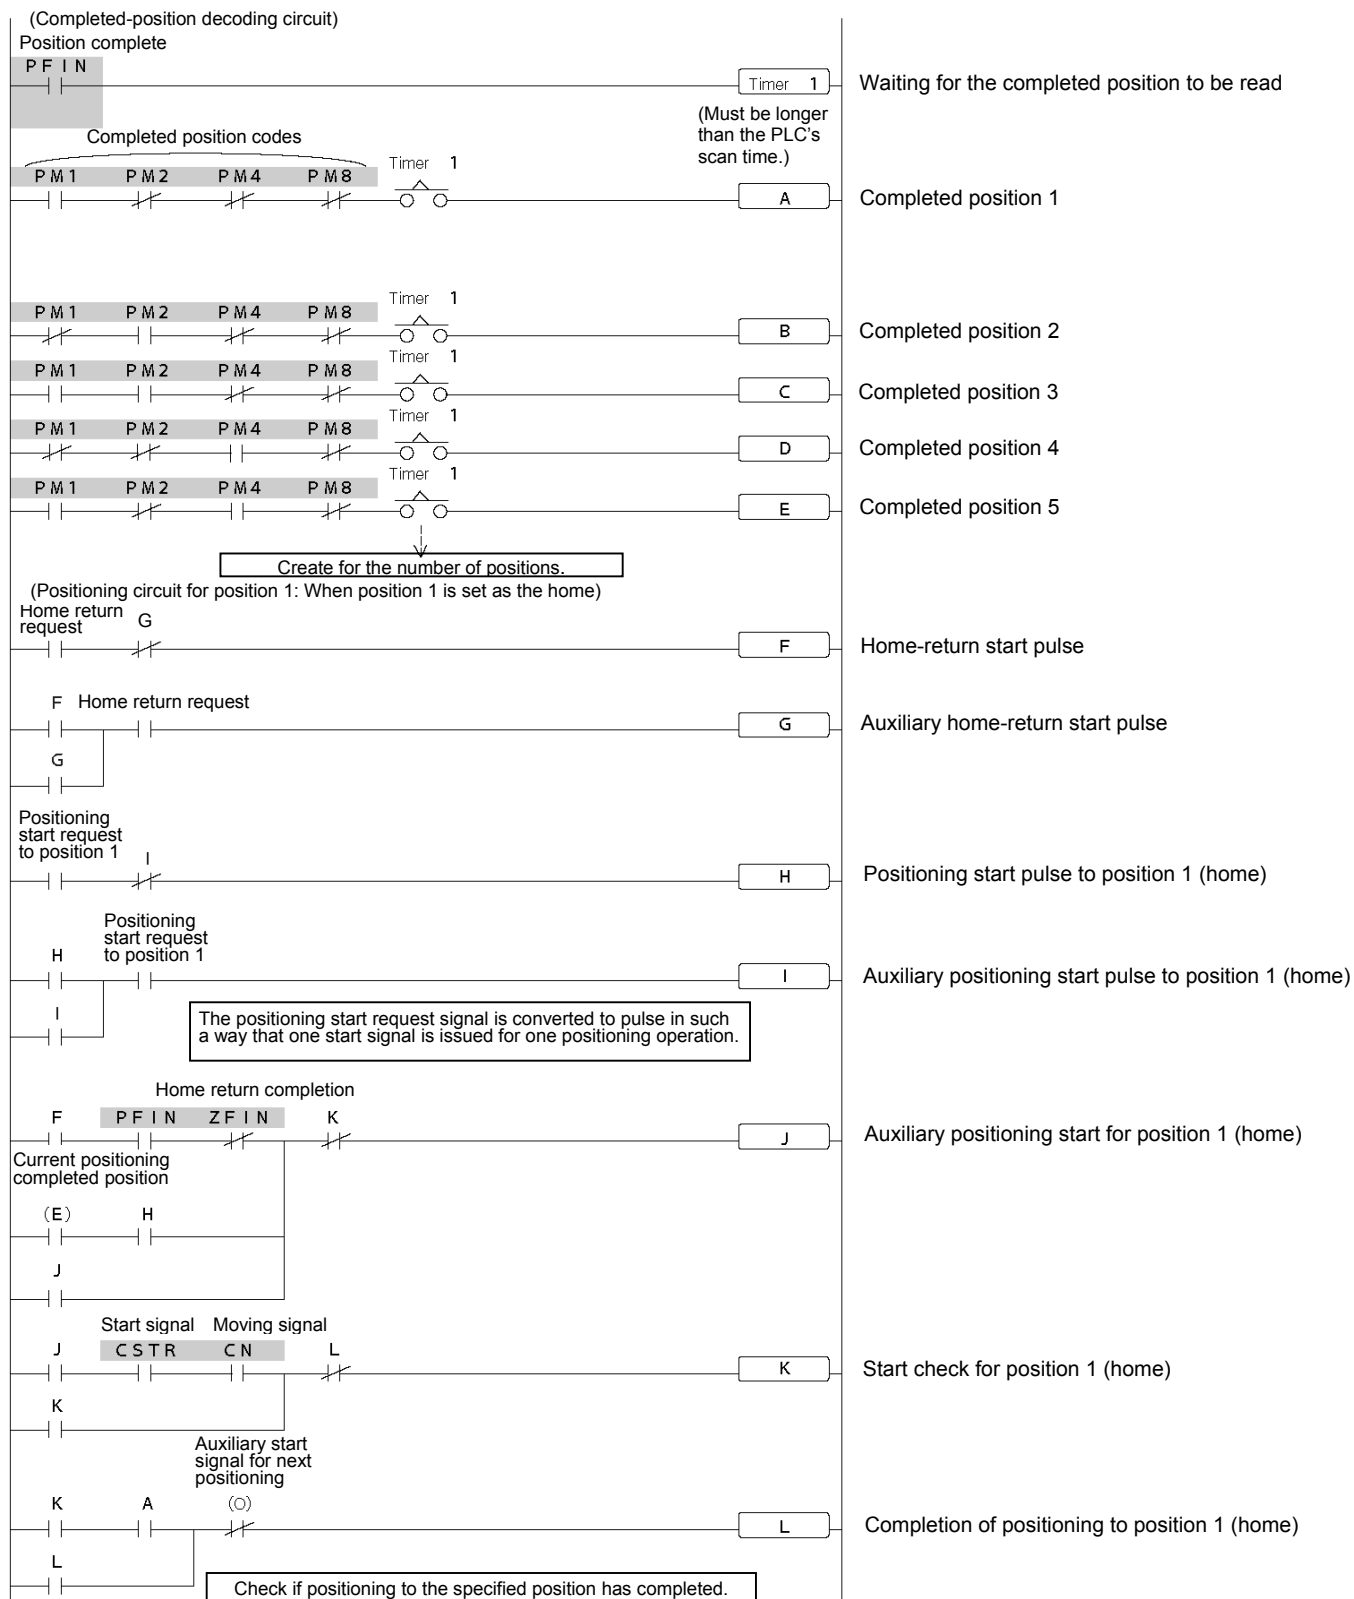 (Completed-position decoding circuit)
Position complete
PFIN
Timer 1
Waiting for the completed position to be read
(Must be longer
than the PLC's
scan time.)
Completed position codes
PM1 PM2 PM4 PM8 Timer 1
A
Completed position 1
PM1 PM2 PM4 PM8 Timer 1
B
Completed position 2
PM1 PM2 PM4 PM8 Timer 1
C
Completed position 3
PM1 PM2 PM4 PM8 Timer 1
D
Completed position 4
PM1 PM2 PM4 PM8 Timer 1
E
Completed position 5
Create for the number of positions.
(Positioning circuit for position 1: When position 1 is set as the home)
Home return
request
G
F
Home-return start pulse
F Home return request
G
Auxiliary home-return start pulse
G
Positioning
start request
to position 1
I
H
Positioning start pulse to position 1 (home)
Positioning
start request
to position 1
H
I
Auxiliary positioning start pulse to position 1 (home)
I
The positioning start request signal is converted to pulse in such
a way that one start signal is issued for one positioning operation.
Home return completion
F PFIN ZFIN K
J
Auxiliary positioning start for position 1 (home)
Current positioning
completed position
(E) H
J
Start signal Moving signal
J CSTR CN L
K
Start check for position 1 (home)
K
Auxiliary start
signal for next
positioning
K A (O)
L
Completion of positioning to position 1 (home)
L
Check if positioning to the specified position has completed.